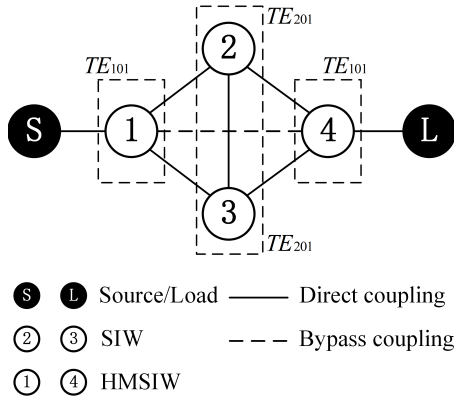 TE201
2
TE101
TE101
S
1
4
L
3
TE201
S L Source/Load Direct coupling
2 3 SIW Bypass coupling
1 4 HMSIW